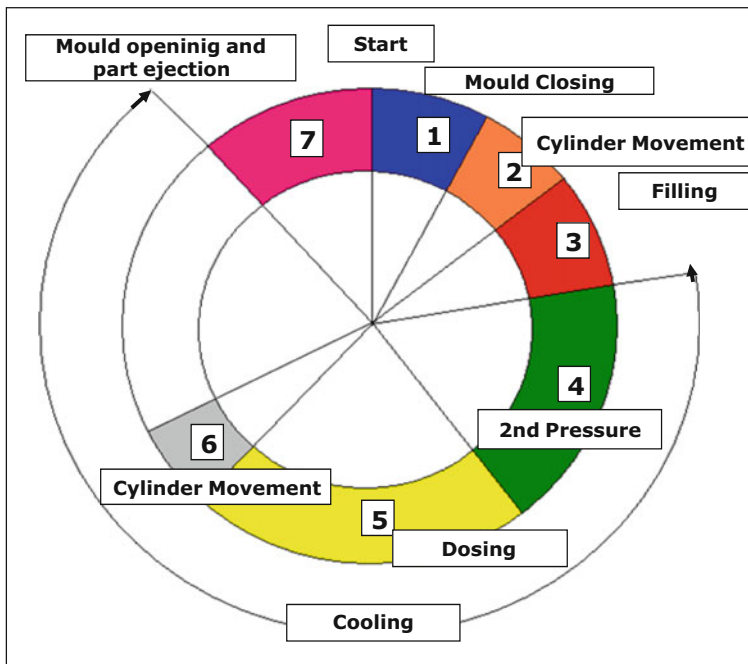 Mould openinig and
part ejection
Start
Mould Closing
7
1
2
Cylinder Movement
Filling
3
4
2nd Pressure
6
Cylinder Movement
5
Dosing
Cooling